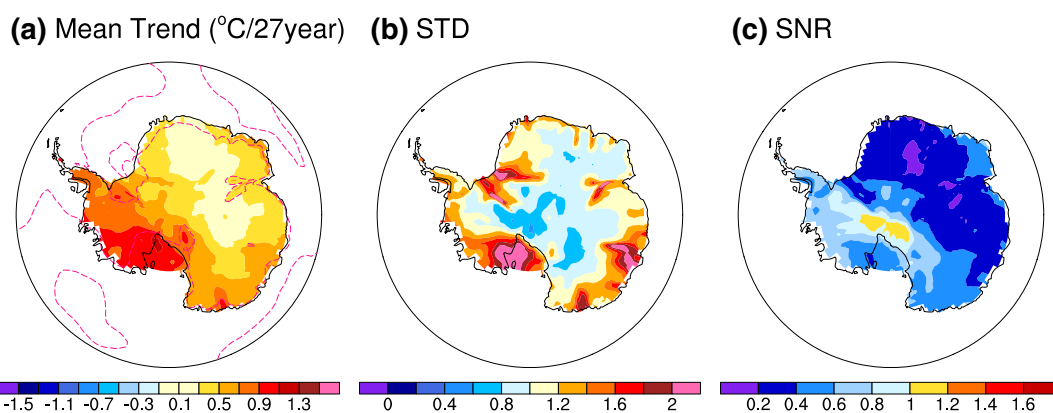 (a) Mean Trend (°C/27year)
(b) STD
(c) SNR
-1.5 -1.1 -0.7 -0.3 0.1 0.5 0.9 1.3
0 0.4 0.8 1.2 1.6 2
0.2 0.4 0.6 0.8 1 1.2 1.4 1.6